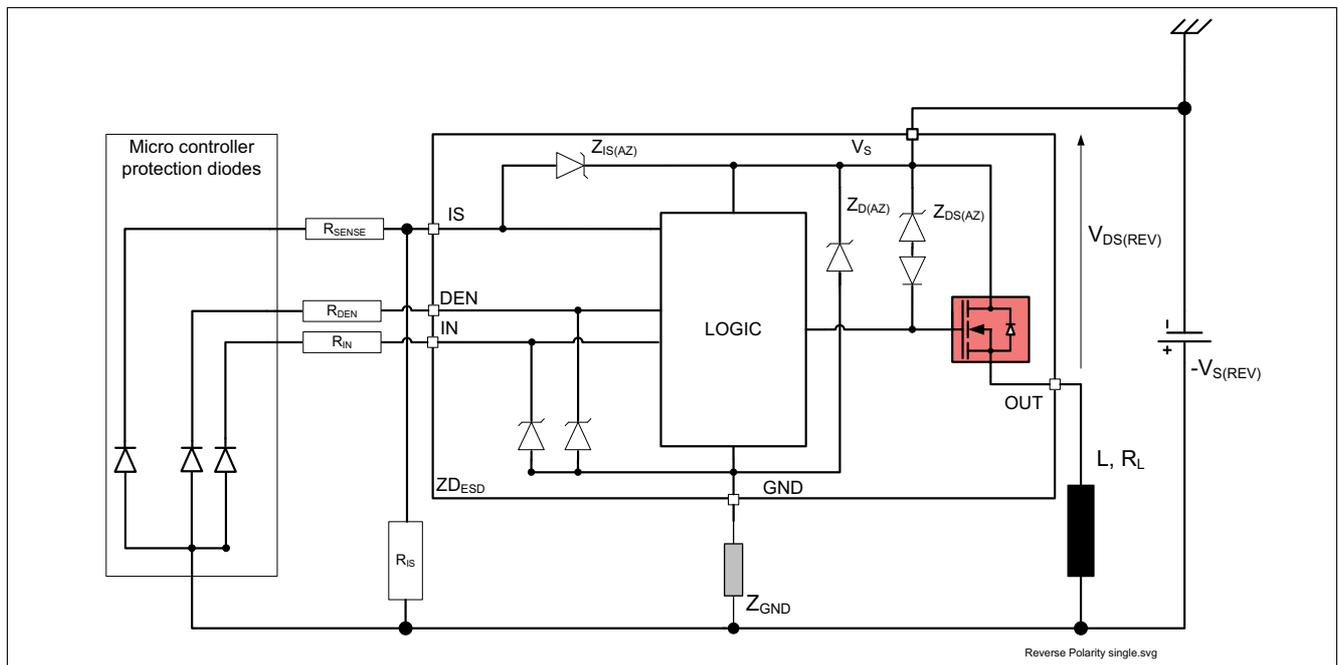 Micro controller
protection diodes
Z_IS(AZ)
V_S
Z_D(AZ)
Z_DS(AZ)
V_DS(REV)
R_SENSE
IS
R_DEN
DEN
R_IN
IN
LOGIC
-
+
-V_S(REV)
OUT
L, R_L
ZD_ESD
GND
R_IS
Z_GND
Reverse Polarity single.svg